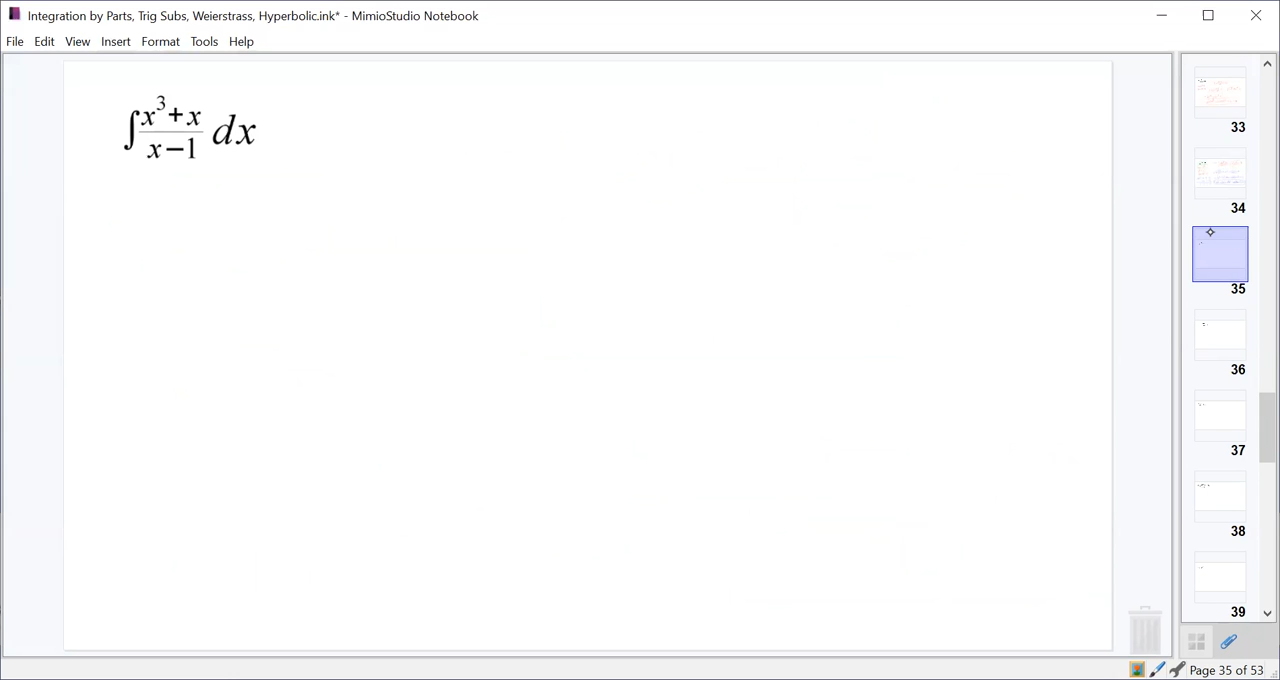 Integration by Parts, Trig Subs, Weierstrass, Hyperbolic.ink* - MimioStudio Notebook
File Edit View Insert Format Tools Help
∫ (x³+x)/(x−1) dx
33
34
35
36
37
38
39
Page 35 of 53